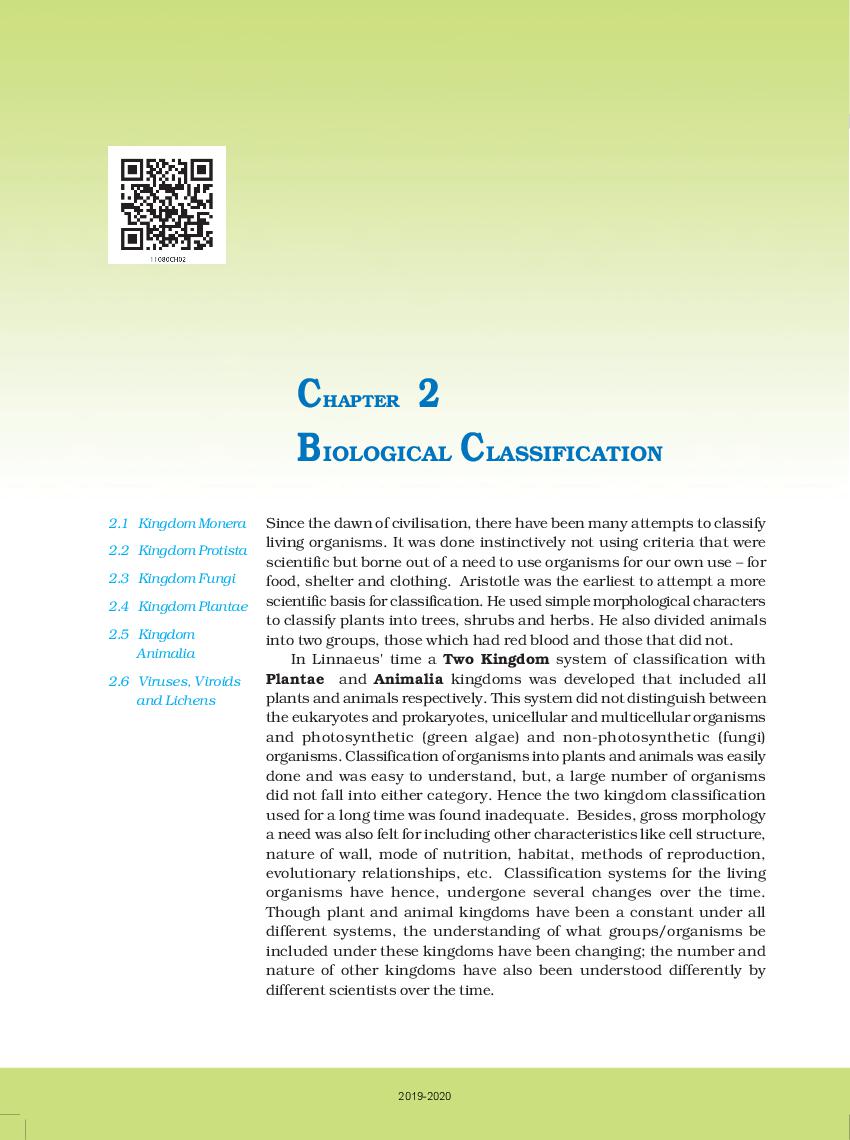 11080CH02
CHAPTER 2
BIOLOGICAL CLASSIFICATION
2.1 Kingdom Monera
2.2 Kingdom Protista
2.3 Kingdom Fungi
2.4 Kingdom Plantae
2.5 Kingdom
Animalia
2.6 Viruses, Viroids
and Lichens
Since the dawn of civilisation, there have been many attempts to classify
living organisms. It was done instinctively not using criteria that were
scientific but borne out of a need to use organisms for our own use – for
food, shelter and clothing. Aristotle was the earliest to attempt a more
scientific basis for classification. He used simple morphological characters
to classify plants into trees, shrubs and herbs. He also divided animals
into two groups, those which had red blood and those that did not.
In Linnaeus' time a Two Kingdom system of classification with
Plantae and Animalia kingdoms was developed that included all
plants and animals respectively. This system did not distinguish between
the eukaryotes and prokaryotes, unicellular and multicellular organisms
and photosynthetic (green algae) and non-photosynthetic (fungi)
organisms. Classification of organisms into plants and animals was easily
done and was easy to understand, but, a large number of organisms
did not fall into either category. Hence the two kingdom classification
used for a long time was found inadequate. Besides, gross morphology
a need was also felt for including other characteristics like cell structure,
nature of wall, mode of nutrition, habitat, methods of reproduction,
evolutionary relationships, etc. Classification systems for the living
organisms have hence, undergone several changes over the time.
Though plant and animal kingdoms have been a constant under all
different systems, the understanding of what groups/organisms be
included under these kingdoms have been changing; the number and
nature of other kingdoms have also been understood differently by
different scientists over the time.
2019-2020